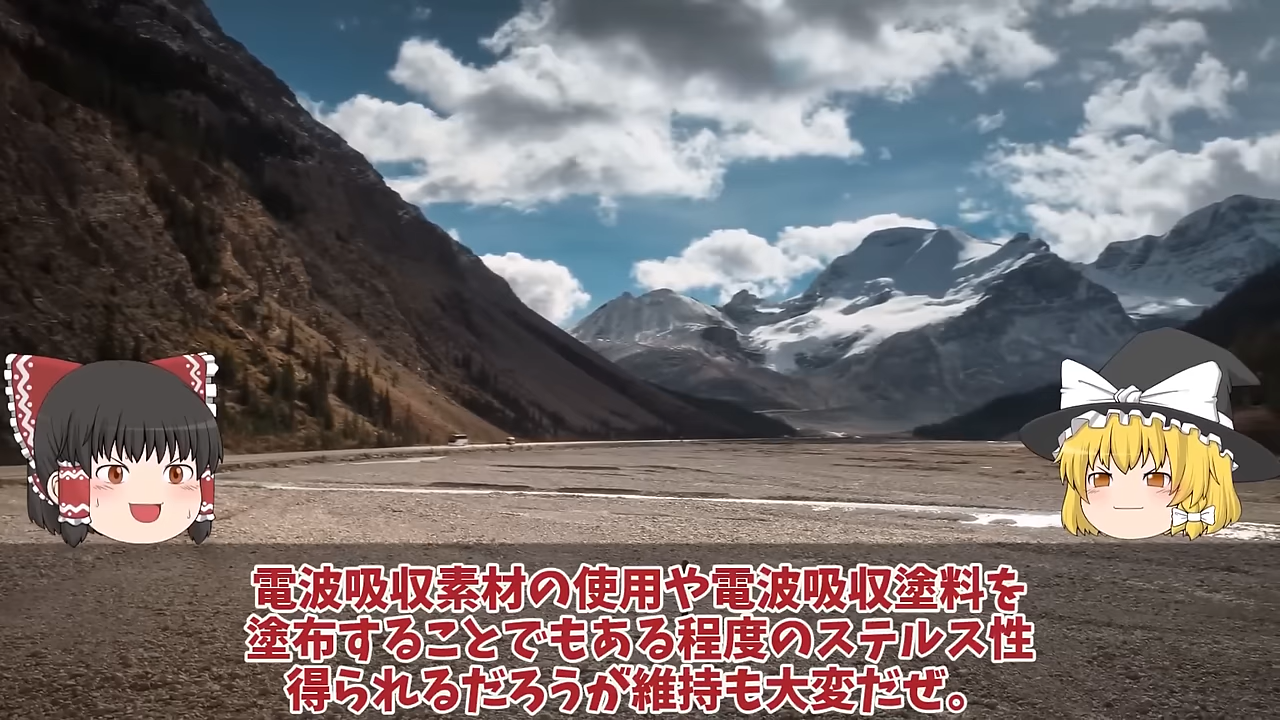 電波吸収素材の使用や電波吸収塗料を
塗布することでもある程度のステルス性
得られるだろうが維持も大変だぜ。